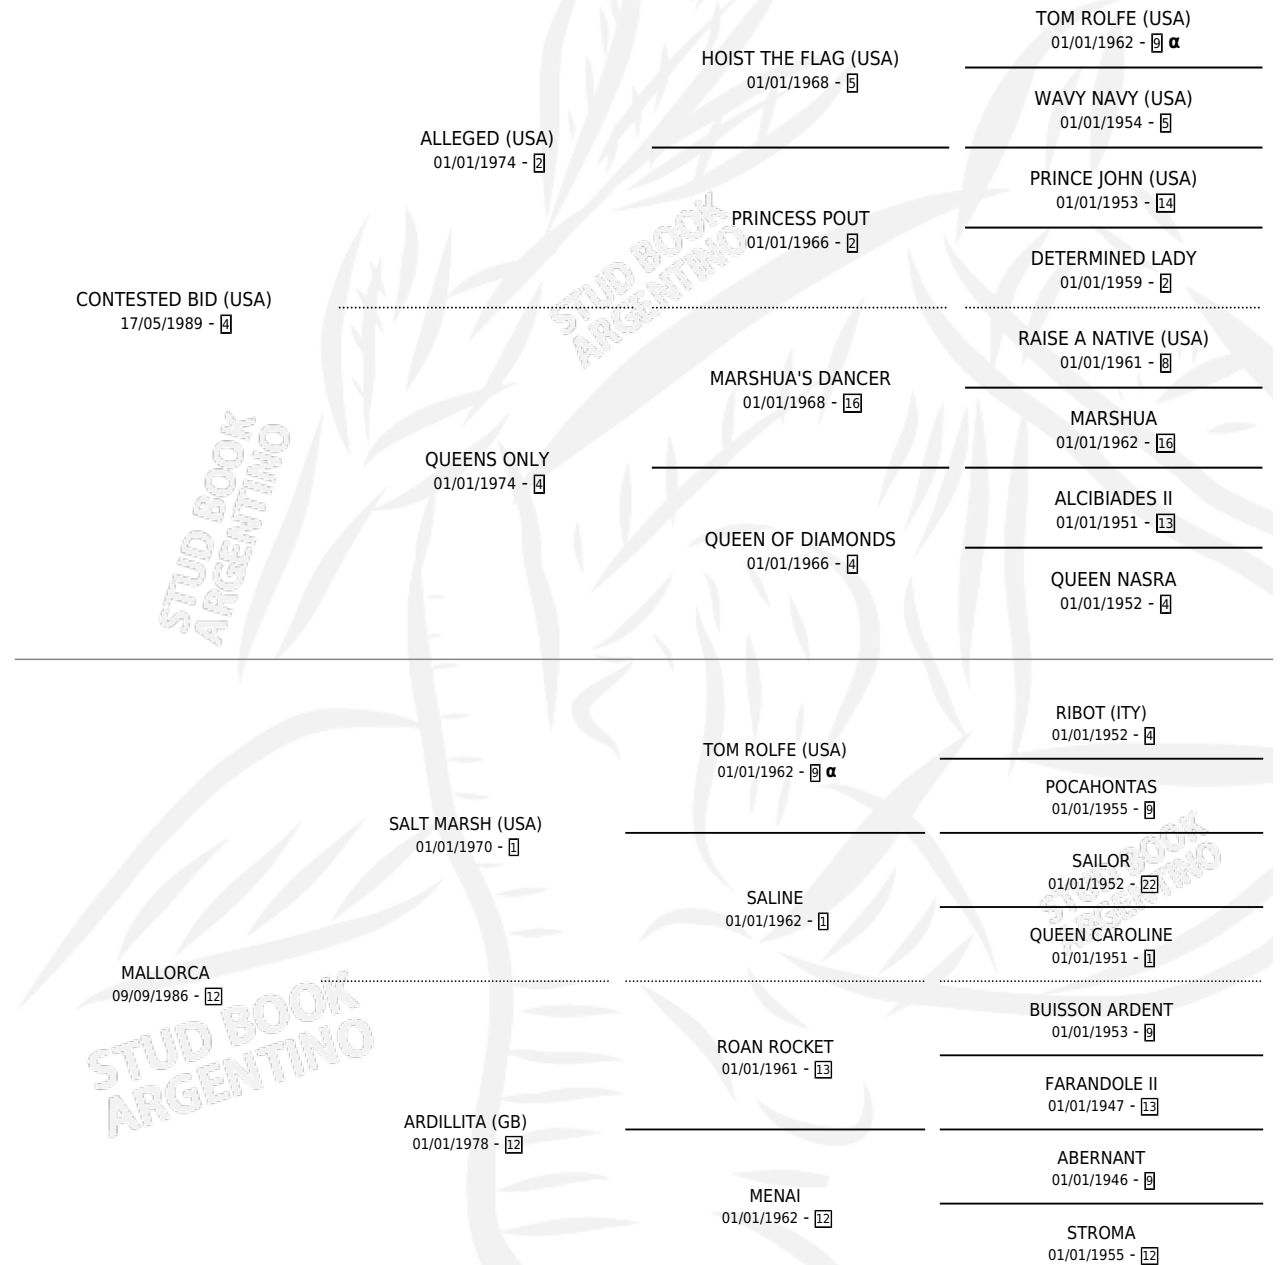 TOM ROLFE (USA)
01/01/1962 - 9 α
HOIST THE FLAG (USA)
01/01/1968 - 5
WAVY NAVY (USA)
01/01/1954 - 5
ALLEGED (USA)
01/01/1974 - 2
PRINCE JOHN (USA)
01/01/1953 - 14
PRINCESS POUT
01/01/1966 - 2
DETERMINED LADY
01/01/1959 - 2
CONTESTED BID (USA)
17/05/1989 - 4
RAISE A NATIVE (USA)
01/01/1961 - 8
MARSHUA'S DANCER
01/01/1968 - 16
MARSHUA
01/01/1962 - 16
QUEENS ONLY
01/01/1974 - 4
ALCIBIADES II
01/01/1951 - 13
QUEEN OF DIAMONDS
01/01/1966 - 4
QUEEN NASRA
01/01/1952 - 4
RIBOT (ITY)
01/01/1952 - 4
TOM ROLFE (USA)
01/01/1962 - 9 α
POCAHONTAS
01/01/1955 - 9
SALT MARSH (USA)
01/01/1970 - 1
SAILOR
01/01/1952 - 22
SALINE
01/01/1962 - 1
QUEEN CAROLINE
01/01/1951 - 1
MALLORCA
09/09/1986 - 12
BUISSON ARDENT
01/01/1953 - 9
ROAN ROCKET
01/01/1961 - 13
FARANDOLE II
01/01/1947 - 13
ARDILLITA (GB)
01/01/1978 - 12
ABERNANT
01/01/1946 - 9
MENAI
01/01/1962 - 12
STROMA
01/01/1955 - 12
STUD BOOK
ARGENTINO
STUD BOOK
ARGENTINO
STUD BOOK
ARGENTINO
STUD BOOK
ARGENTINO